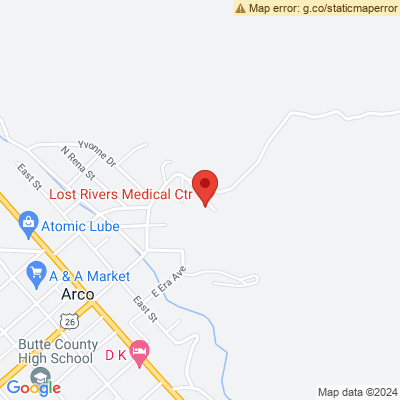 Map error: g.co/staticmaperror
Yvonne Dr
N Rena St
East St
Lost Rivers Medical Ctr
Atomic Lube
A & A Market
E Era Ave
Arco
East St
26
Butte County
High School
D K
Google
Map data ©2024